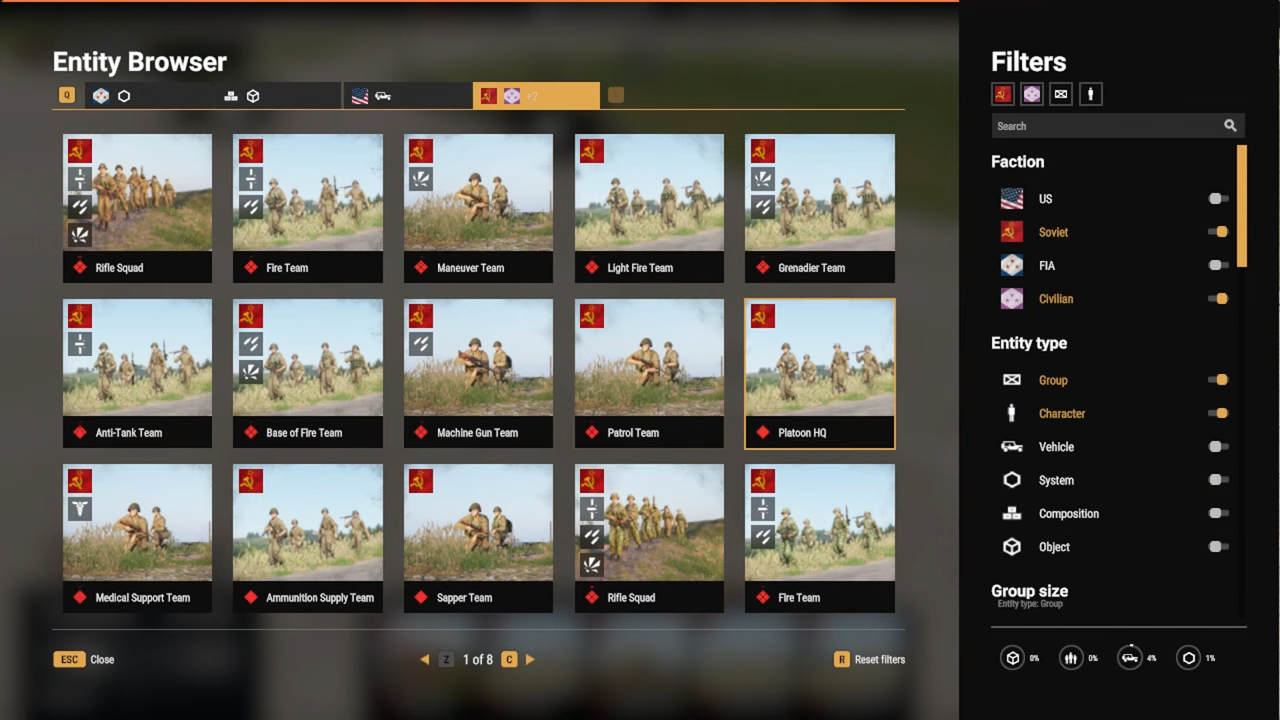 Entity Browser
Q
+2
Rifle Squad
Fire Team
Maneuver Team
Light Fire Team
Grenadier Team
Anti-Tank Team
Base of Fire Team
Machine Gun Team
Patrol Team
Platoon HQ
Medical Support Team
Ammunition Supply Team
Sapper Team
Rifle Squad
Fire Team
ESC Close
Z 1 of 8 C
R Reset filters
Filters
Search
Faction
US
Soviet
FIA
Civilian
Entity type
Group
Character
Vehicle
System
Composition
Object
Group size
Entity type: Group
0% 0% 4% 1%